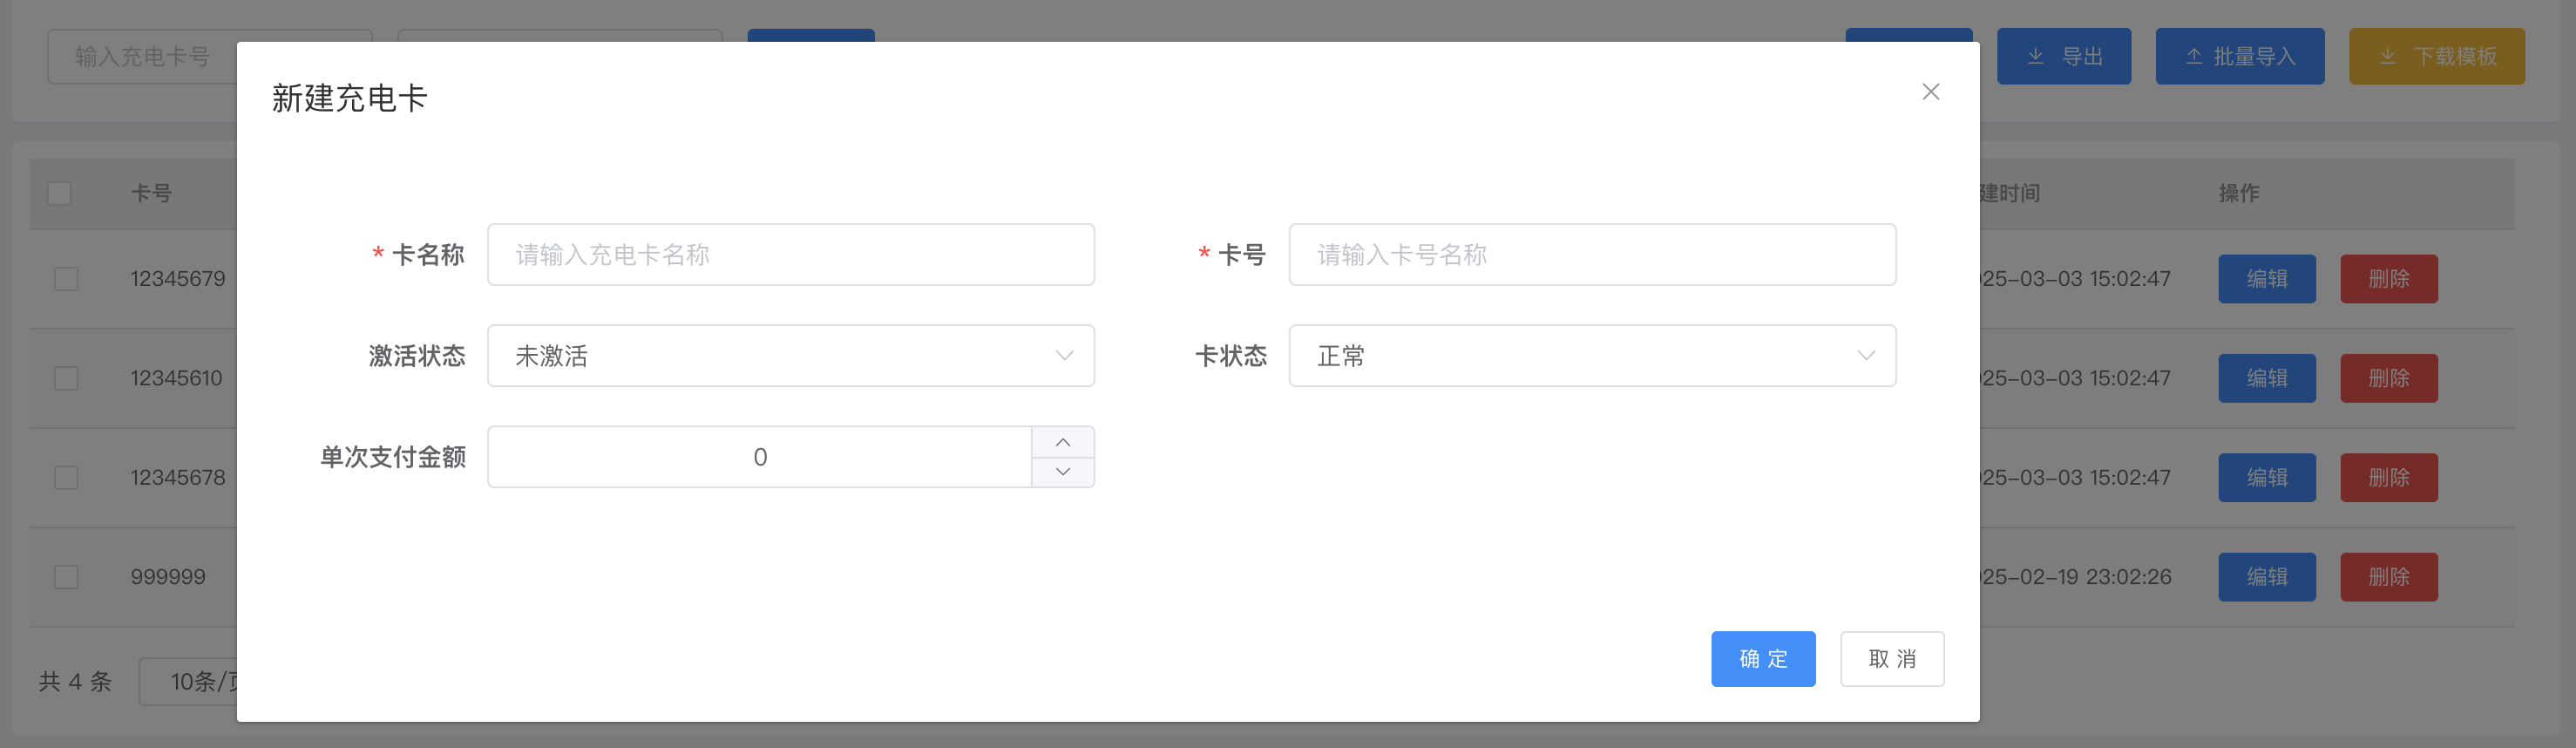 输入充电卡号
导出
批量导入
下载模板
新建充电卡
卡号
建时间
操作
* 卡名称
请输入充电卡名称
* 卡号
请输入卡号名称
12345679
25-03-03 15:02:47
编辑
删除
激活状态
未激活
卡状态
正常
12345610
25-03-03 15:02:47
编辑
删除
单次支付金额
0
12345678
25-03-03 15:02:47
编辑
删除
999999
25-02-19 23:02:26
编辑
删除
确 定
取 消
共 4 条
10条/页